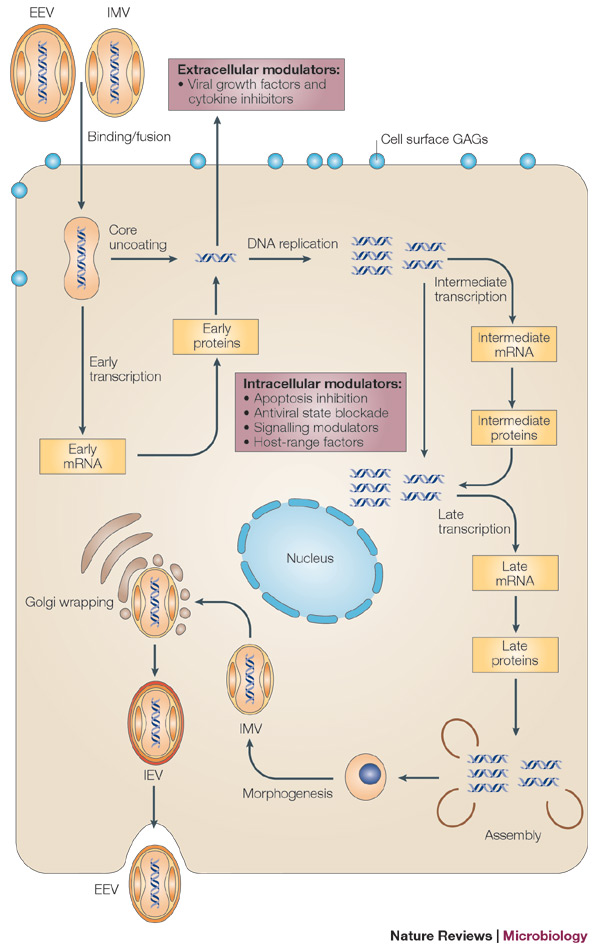 EEV
IMV
Extracellular modulators:
• Viral growth factors and
cytokine inhibitors
Binding/fusion
Cell surface GAGs
Core
uncoating
DNA replication
Intermediate
transcription
Early
proteins
Intermediate
mRNA
Early
transcription
Intracellular modulators:
• Apoptosis inhibition
• Antiviral state blockade
• Signalling modulators
• Host-range factors
Intermediate
proteins
Early
mRNA
Late
transcription
Nucleus
Late
mRNA
Golgi wrapping
Late
proteins
IMV
IEV
Morphogenesis
Assembly
EEV
Nature Reviews | Microbiology